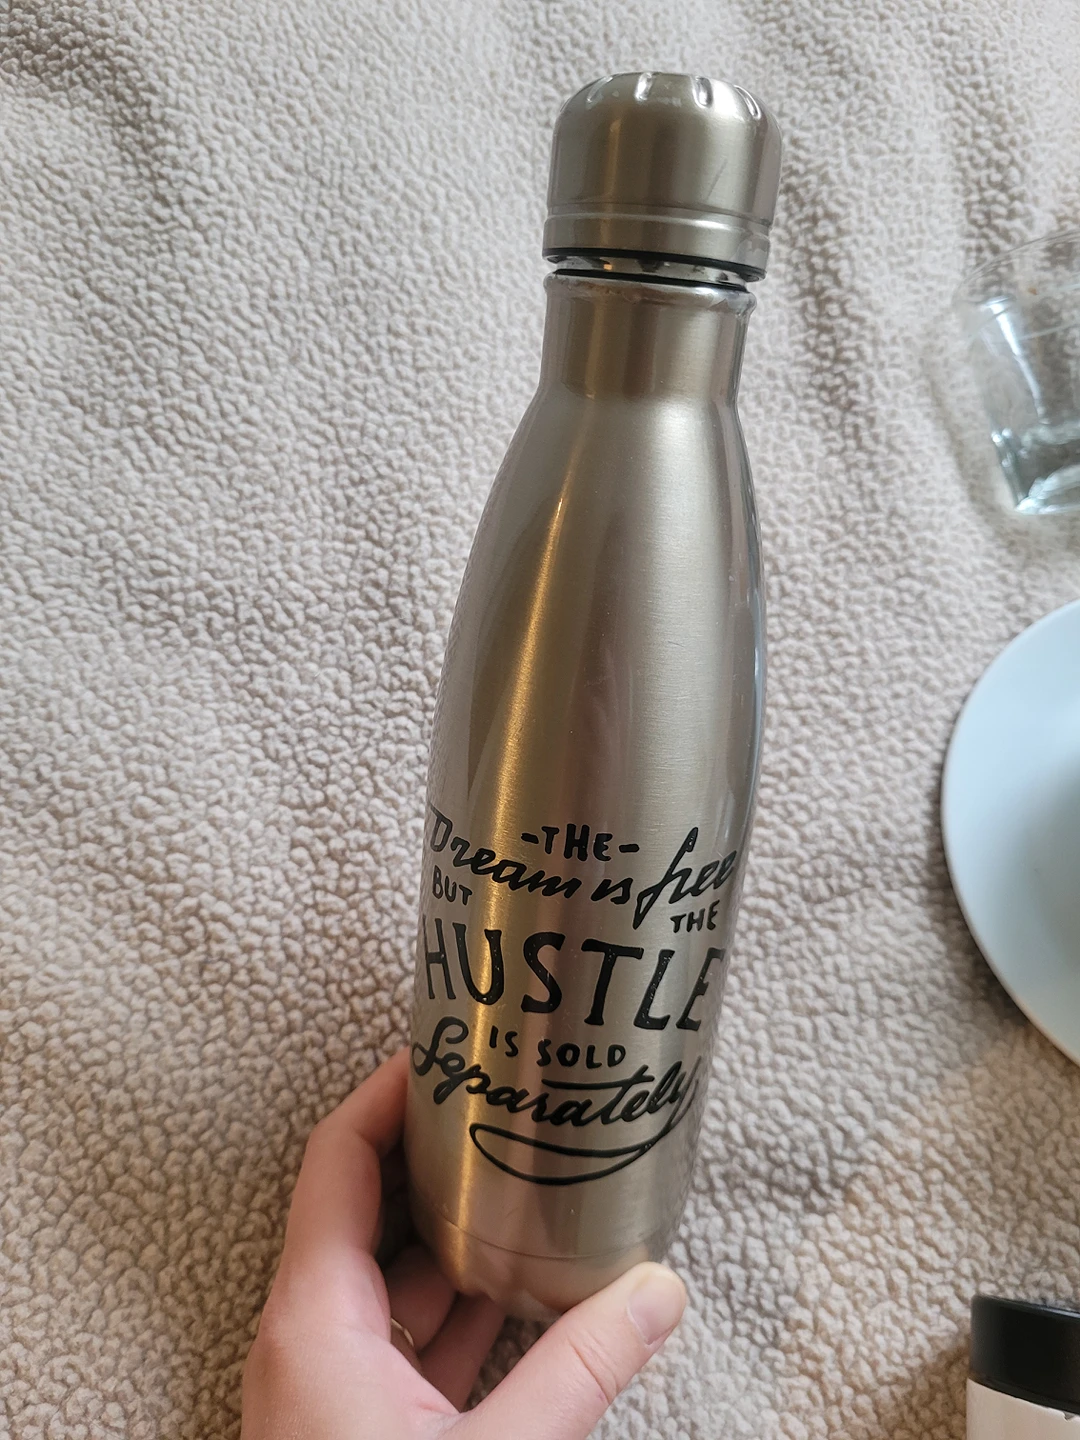 -THE-
Dream is free
BUT
THE
HUSTLE
IS SOLD
Separately